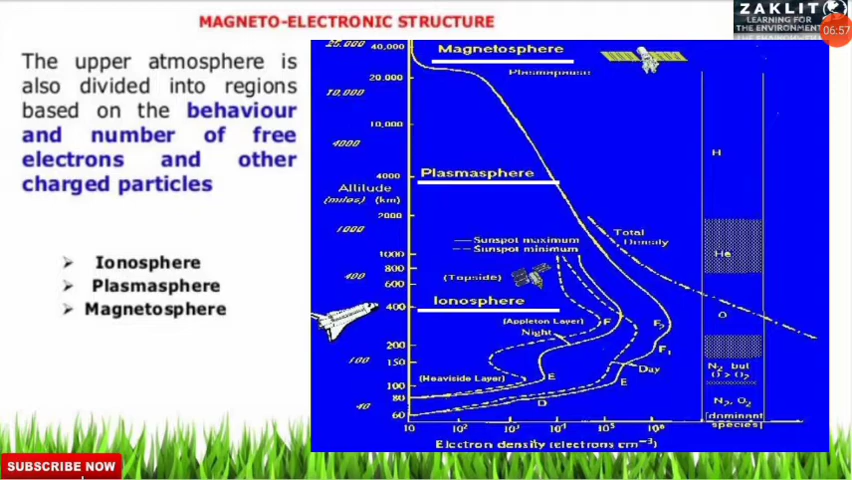 MAGNETO-ELECTRONIC STRUCTURE
ZAKLIT
LEARNING FOR
THE ENVIRONMENT
06:57
The upper atmosphere is
also divided into regions
based on the behaviour
and number of free
electrons and other
charged particles
Ionosphere
Plasmasphere
Magnetosphere
25,000
40,000
Magnetosphere
Plasmapause
20,000
10,000
10,000
4000
H
4000
Plasmasphere
Altitude
(miles) (km)
2000
1000
Total
Density
Sunspot maximum
Sunspot minimum
1000
He
800
400
(Topside)
600
Ionosphere
400
O
(Appleton Layer)
F
F2
Night
200
F1
100
150
N2 but
O > O2
Day
(Heaviside Layer)
E
E
100
80
D
N2, O2
40
60
[dominant
species]
10
10²
10³
10⁴
10⁵
10⁶
Electron density (electrons cm⁻³)
SUBSCRIBE NOW